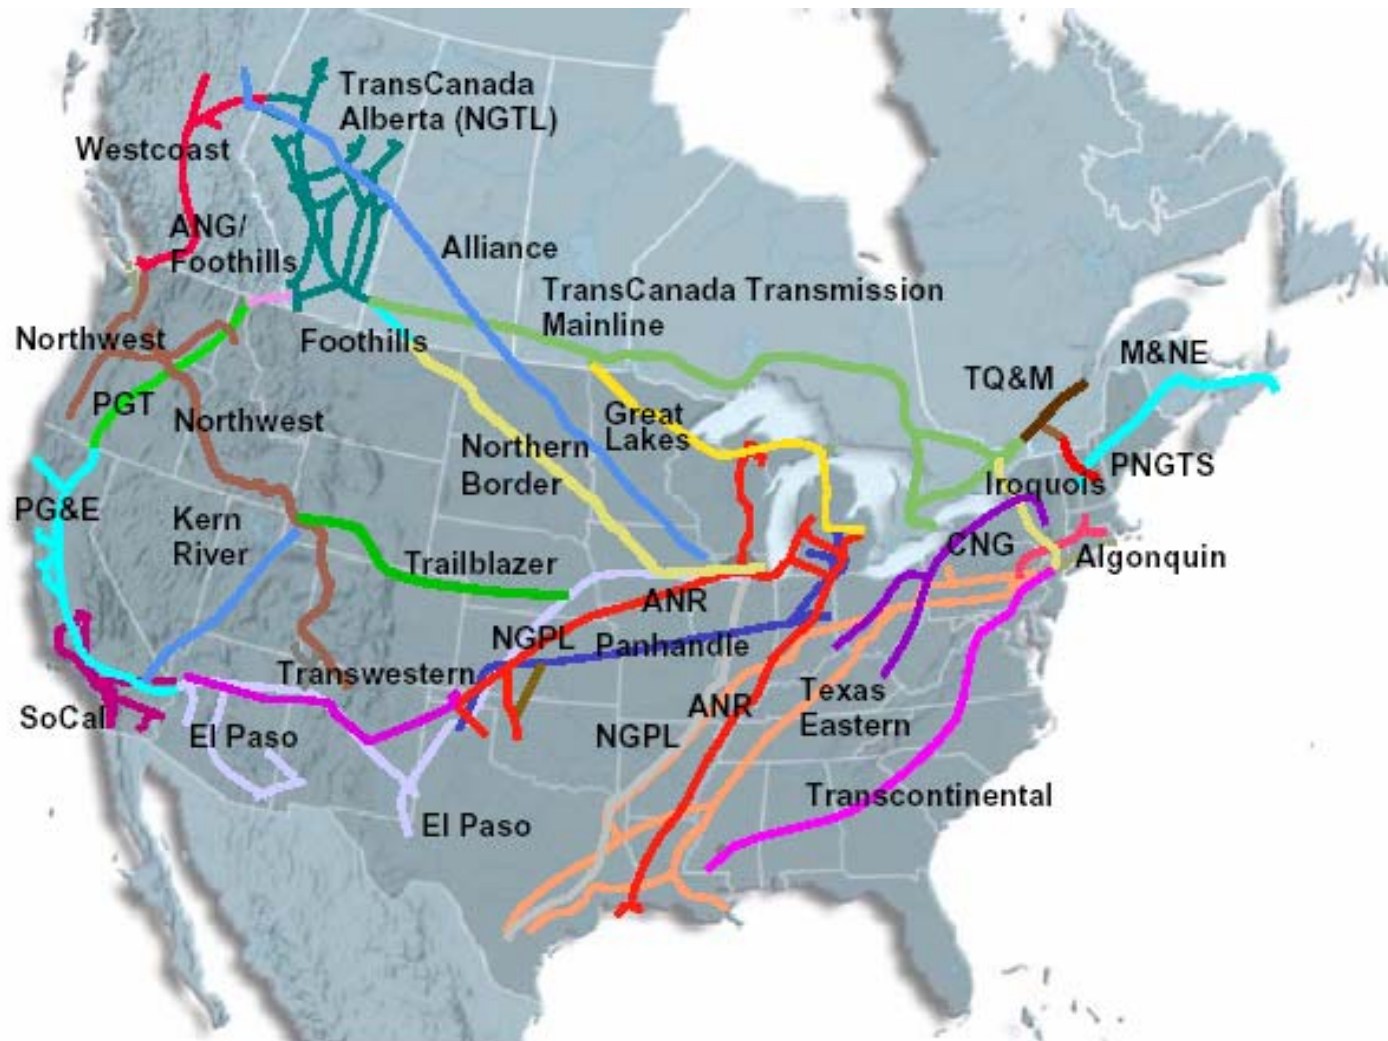 TransCanada
Alberta (NGTL)
Westcoast
ANG/
Foothills
Alliance
TransCanada Transmission
Mainline
Northwest
Foothills
M&NE
TQ&M
PGT
Northwest
Great
Lakes
Northern
Border
PNGTS
Iroquois
PG&E
Kern
River
CNG
Algonquin
Trailblazer
ANR
NGPL
Panhandle
Transwestern
Texas
Eastern
ANR
SoCal
El Paso
NGPL
Transcontinental
El Paso